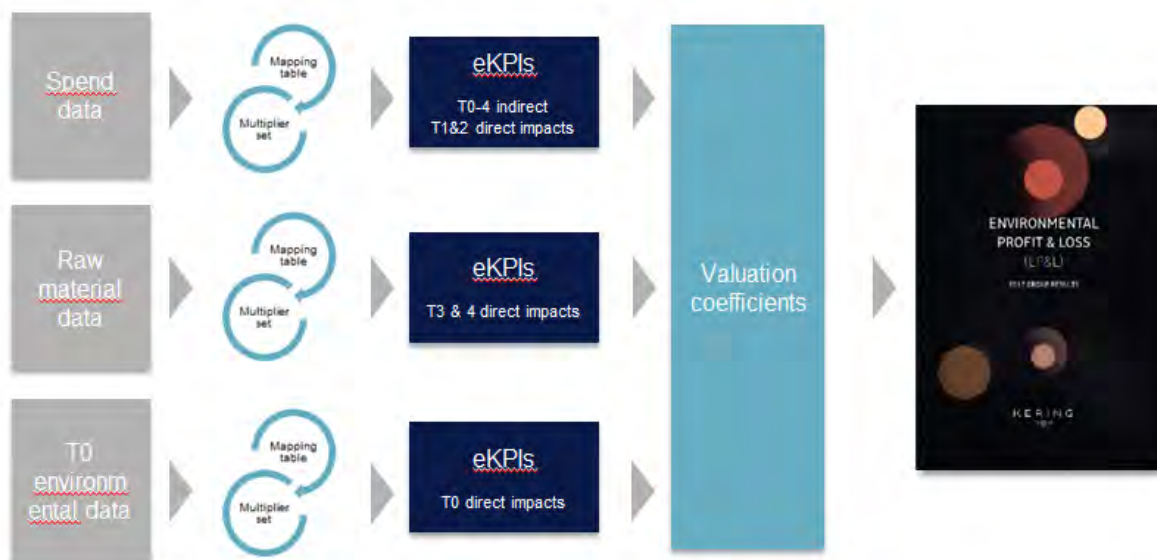 Spend
data
Mapping
table
Multiplier
set
eKPIs
T0-4 indirect
T1&2 direct impacts
Raw
material
data
Mapping
table
Multiplier
set
eKPIs
T3 & 4 direct impacts
T0
environm
ental data
Mapping
table
Multiplier
set
eKPIs
T0 direct impacts
Valuation
coefficients
ENVIRONMENTAL
PROFIT & LOSS
(EP&L)
GROUP RESULTS
KERING